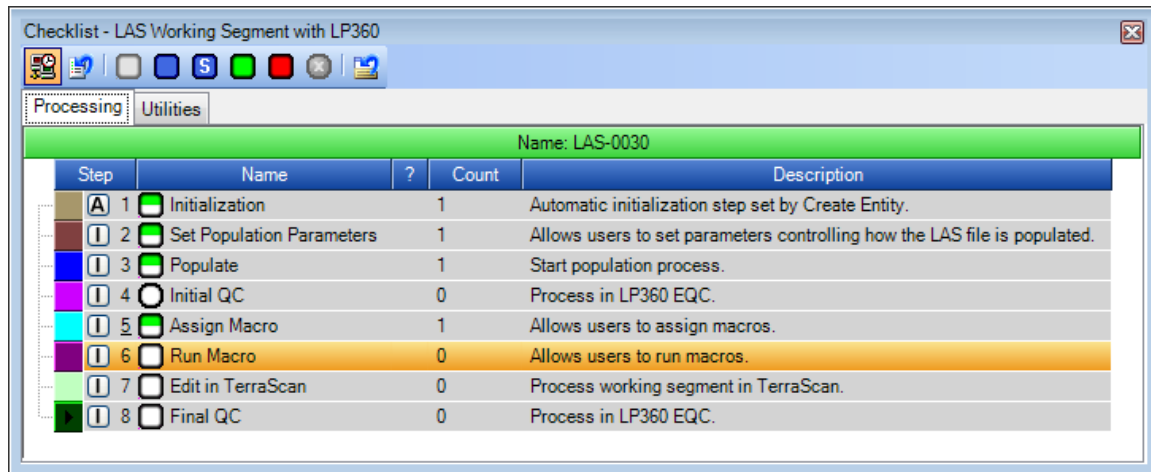 Checklist - LAS Working Segment with LP360
S
Processing Utilities
Name: LAS-0030
Step Name ? Count Description
A 1 Initialization 1 Automatic initialization step set by Create Entity.
I 2 Set Population Parameters 1 Allows users to set parameters controlling how the LAS file is populated.
I 3 Populate 1 Start population process.
I 4 Initial QC 0 Process in LP360 EQC.
I 5 Assign Macro 1 Allows users to assign macros.
I 6 Run Macro 0 Allows users to run macros.
I 7 Edit in TerraScan 0 Process working segment in TerraScan.
I 8 Final QC 0 Process in LP360 EQC.